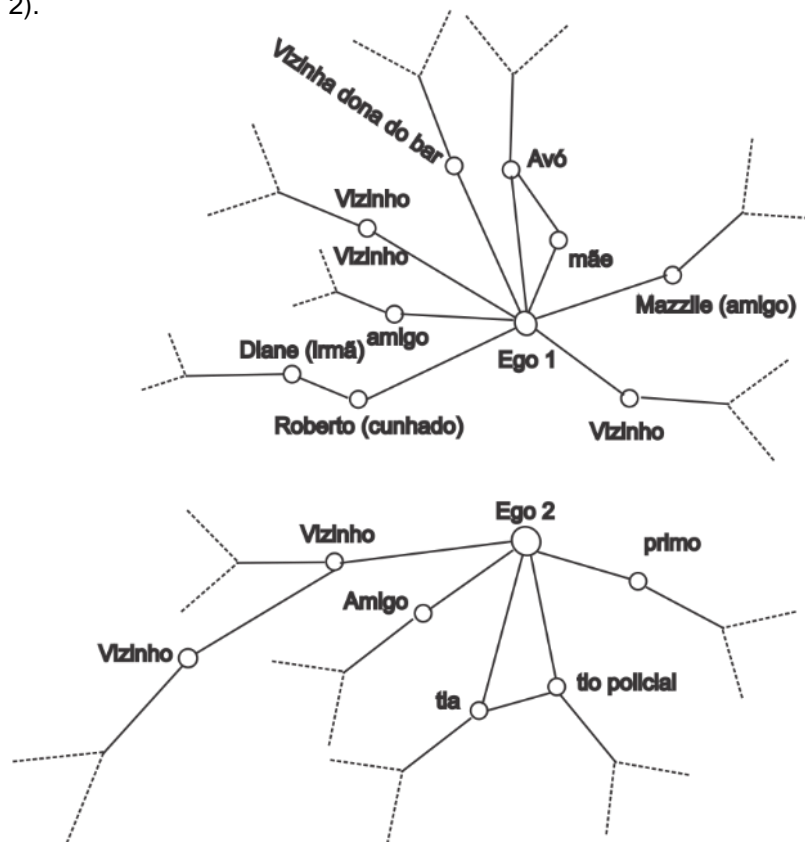 2).
Vizinha dona do bar
Avó
Vizinho
Vizinho
mãe
Mazzile (amigo)
amigo
Diane (irmã)
Ego 1
Roberto (cunhado)
Vizinho
Ego 2
Vizinho
primo
Amigo
Vizinho
tio policial
tia